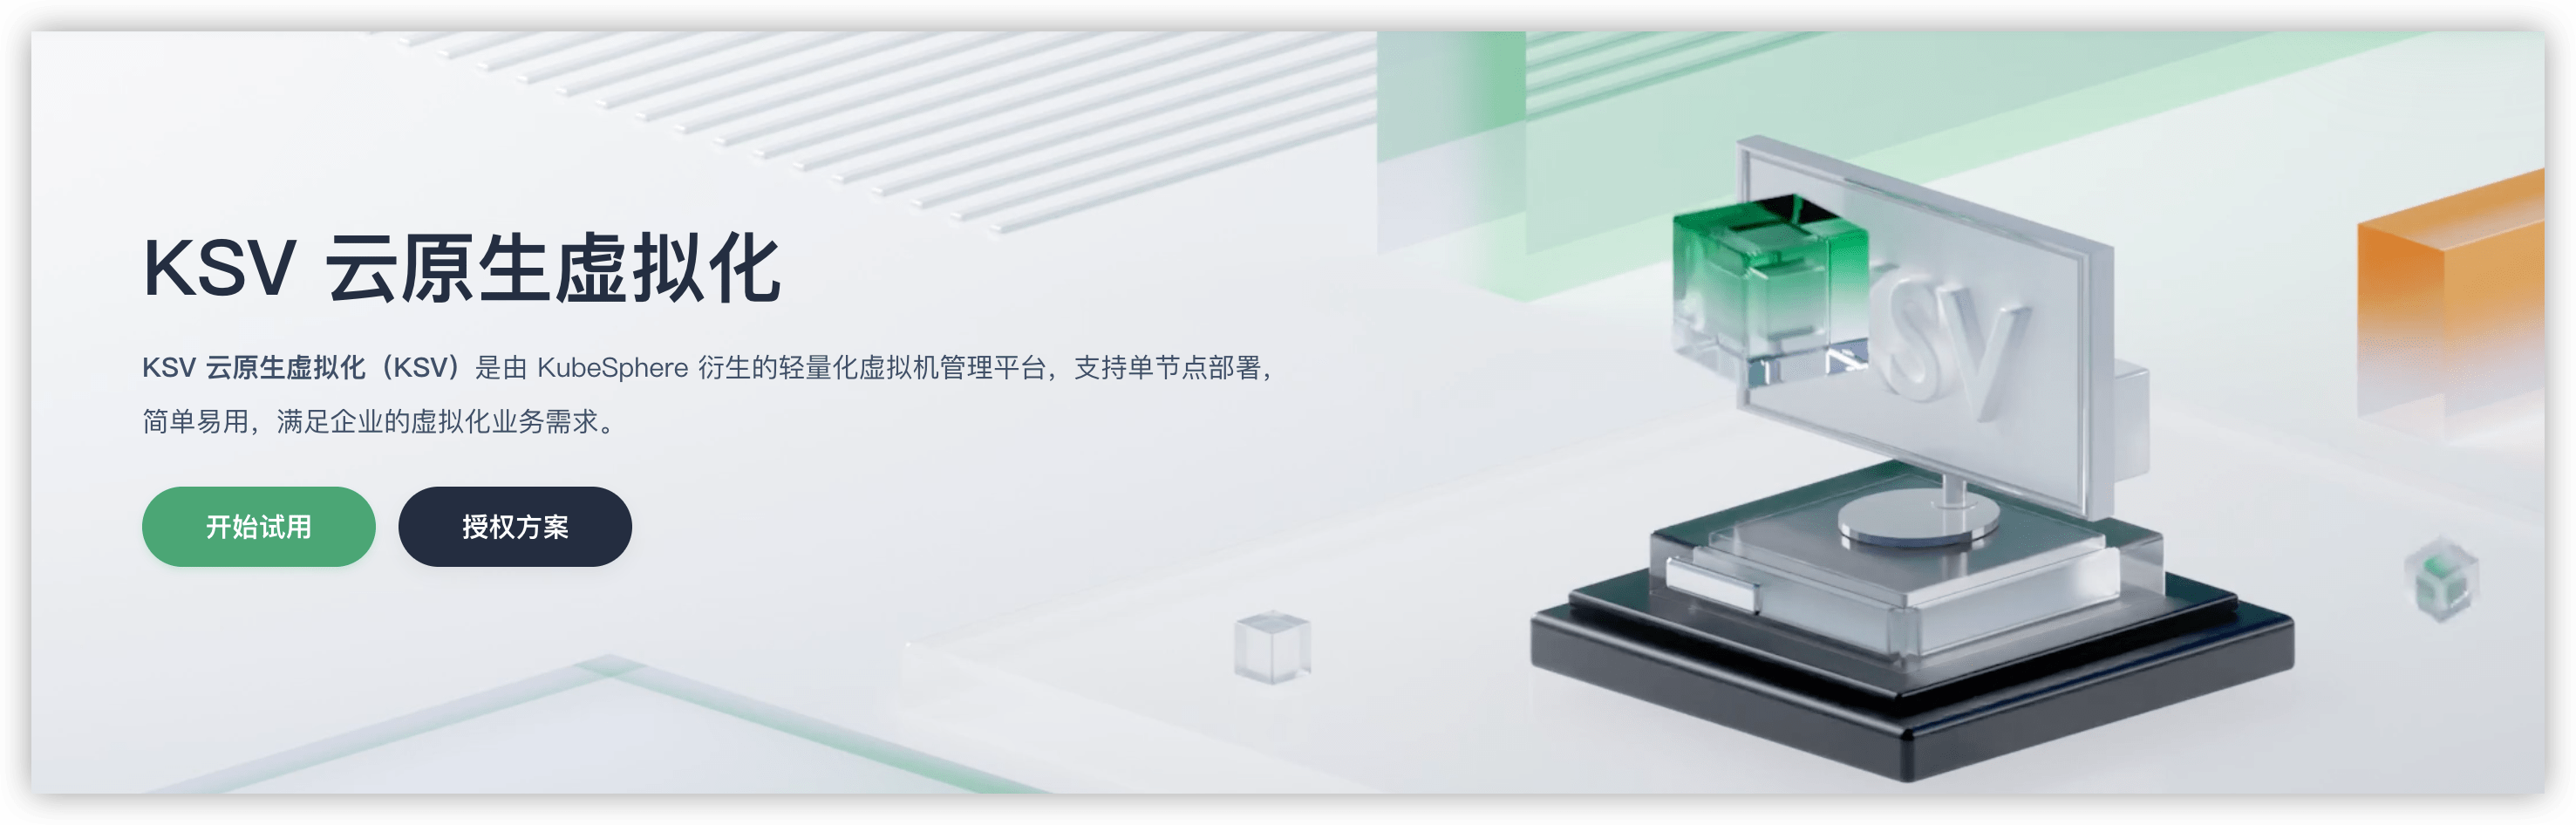 KSV 云原生虚拟化
KSV 云原生虚拟化（KSV）是由 KubeSphere 衍生的轻量化虚拟机管理平台，支持单节点部署，
简单易用，满足企业的虚拟化业务需求。
开始试用 授权方案
SV